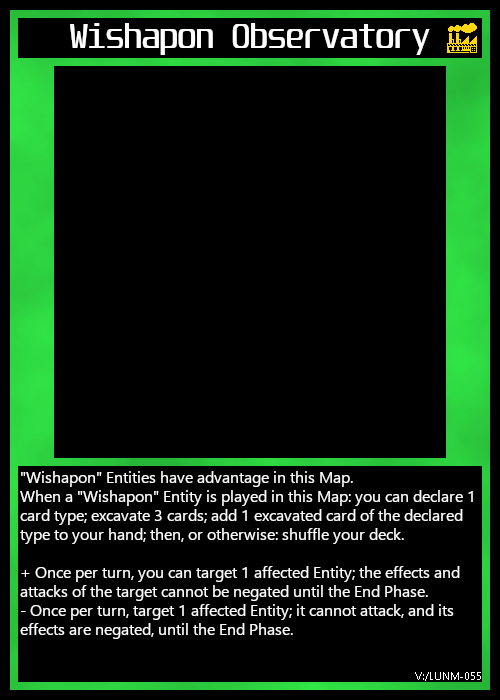 Wishapon Observatory
"Wishapon" Entities have advantage in this Map.
When a "Wishapon" Entity is played in this Map: you can declare 1
card type; excavate 3 cards; add 1 excavated card of the declared
type to your hand; then, or otherwise: shuffle your deck.
+ Once per turn, you can target 1 affected Entity; the effects and
attacks of the target cannot be negated until the End Phase.
- Once per turn, target 1 affected Entity; it cannot attack, and its
effects are negated, until the End Phase.
V:/LUNM-055